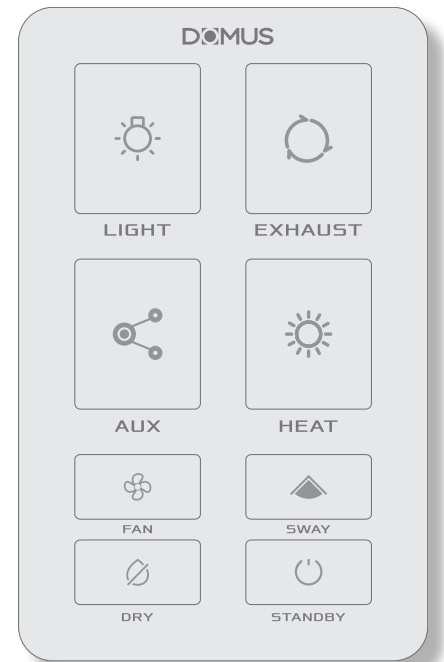 DOMUS
LIGHT EXHAUST
AUX HEAT
FAN SWAY
DRY STANDBY